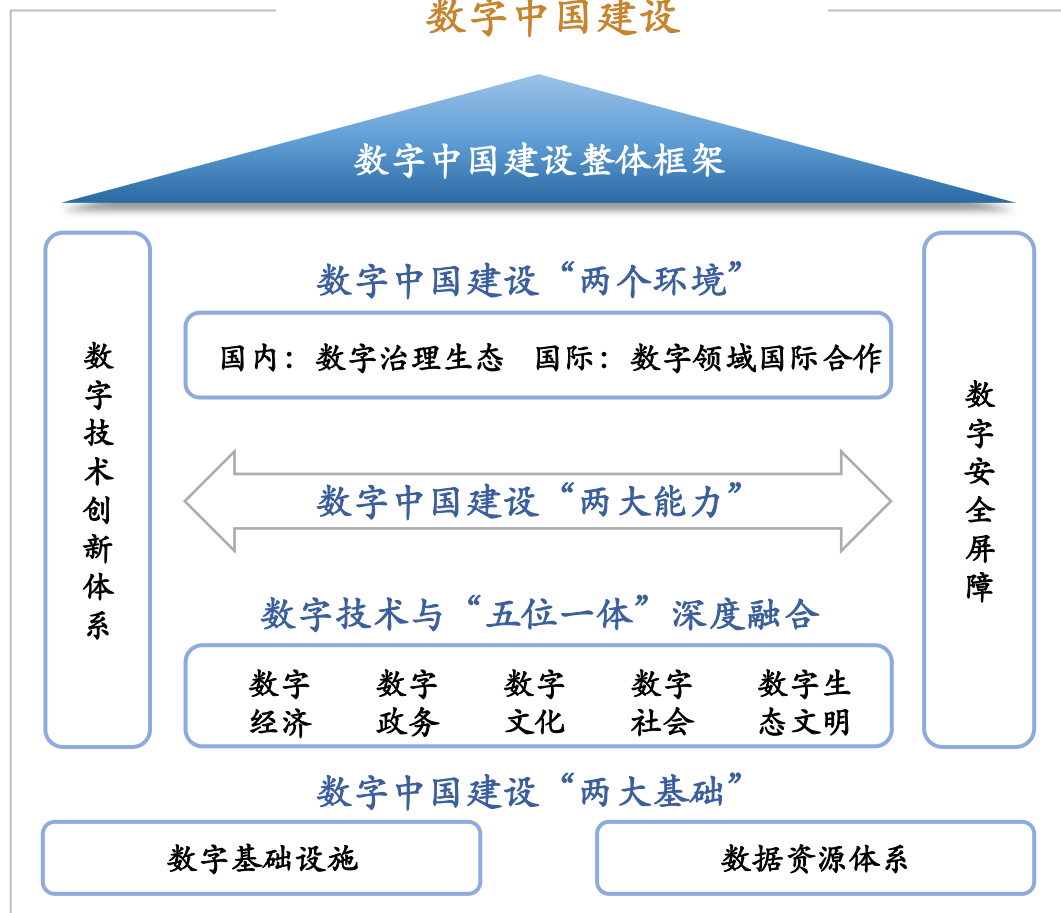 数字中国建设
数字中国建设整体框架
数字中国建设“两个环境”
国内：数字治理生态 国际：数字领域国际合作
数字技术创新体系
数字安全屏障
数字中国建设“两大能力”
数字技术与“五位一体”深度融合
数字 数字 数字 数字 数字生
经济 政务 文化 社会 态文明
数字中国建设“两大基础”
数字基础设施 数据资源体系